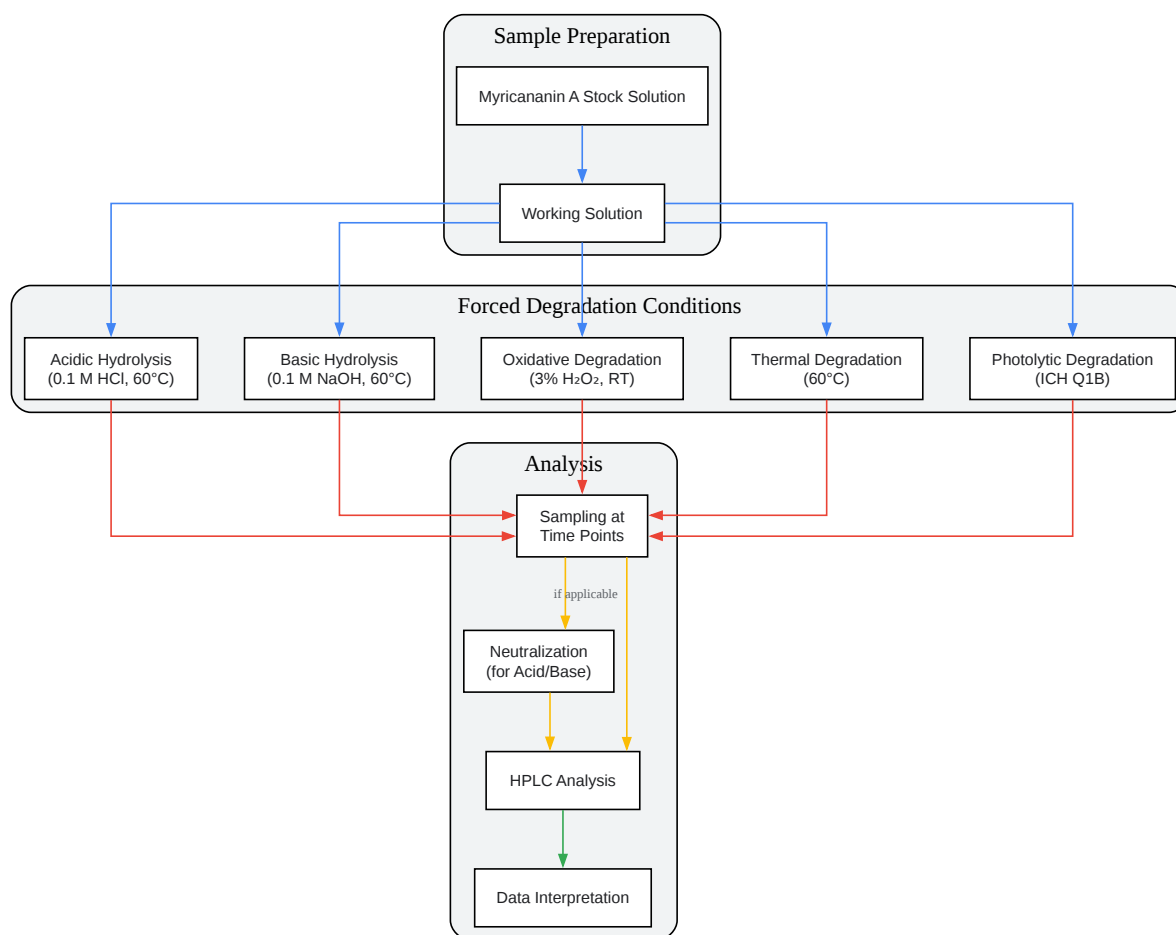 Sample Preparation
Myricananin A Stock Solution
Working Solution
Forced Degradation Conditions
Acidic Hydrolysis
(0.1 M HCl, 60°C)
Basic Hydrolysis
(0.1 M NaOH, 60°C)
Oxidative Degradation
(3% H₂O₂, RT)
Thermal Degradation
(60°C)
Photolytic Degradation
(ICH Q1B)
Analysis
Sampling at
Time Points
if applicable
Neutralization
(for Acid/Base)
HPLC Analysis
Data Interpretation